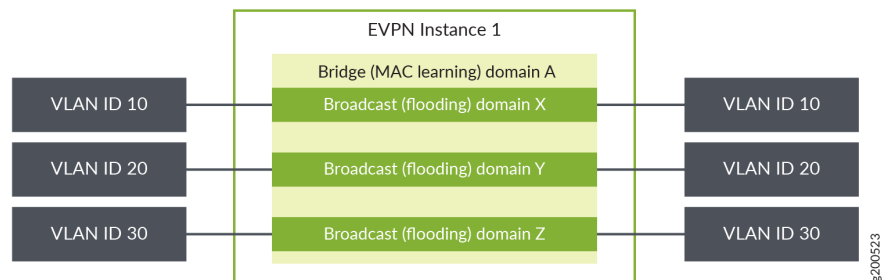 EVPN Instance 1
Bridge (MAC learning) domain A
VLAN ID 10
Broadcast (flooding) domain X
VLAN ID 10
VLAN ID 20
Broadcast (flooding) domain Y
VLAN ID 20
VLAN ID 30
Broadcast (flooding) domain Z
VLAN ID 30
g200523